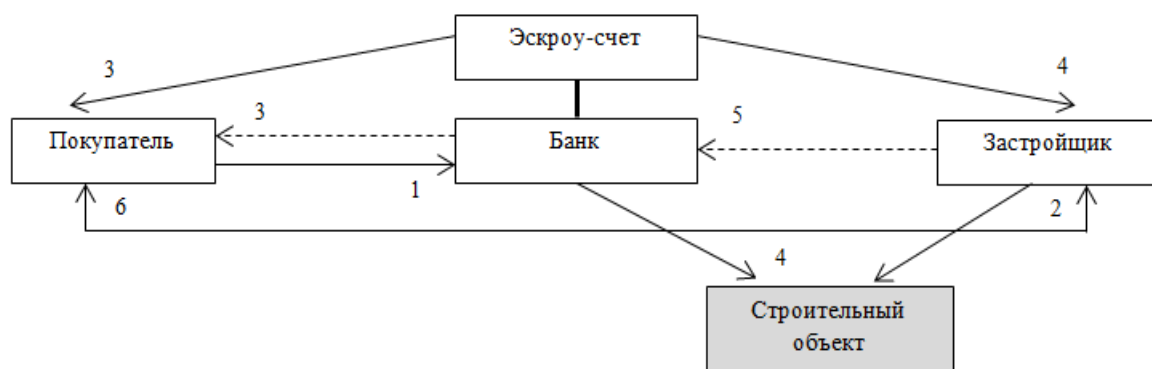 Эскроу-счет
3
4
3
5
Покупатель
Банк
Застройщик
1
6
2
4
Строительный
объект